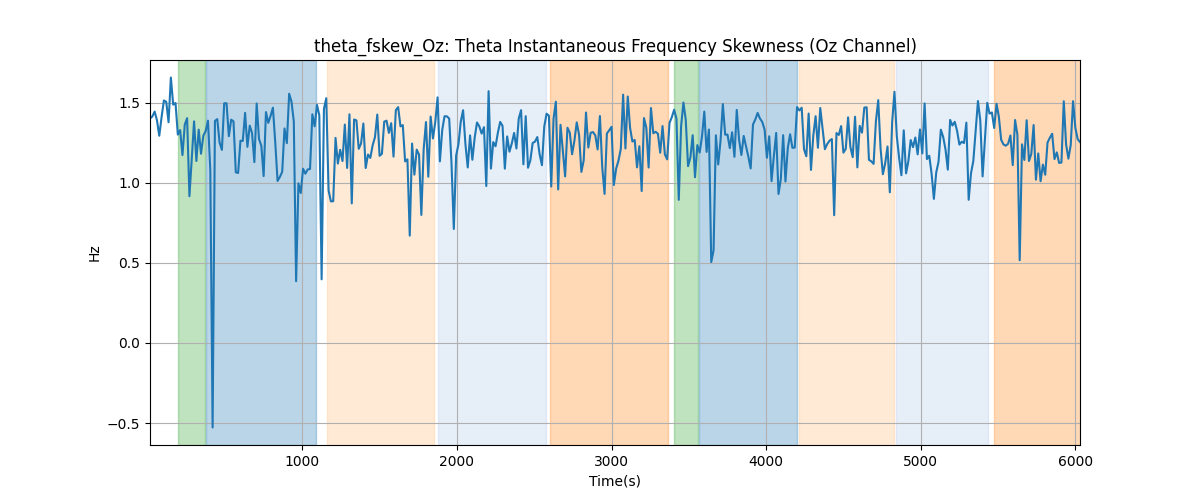 theta_fskew_Oz: Theta Instantaneous Frequency Skewness (Oz Channel)
Hz
1.5
1.0
0.5
0.0
−0.5
1000 2000 3000 4000 5000 6000
Time(s)